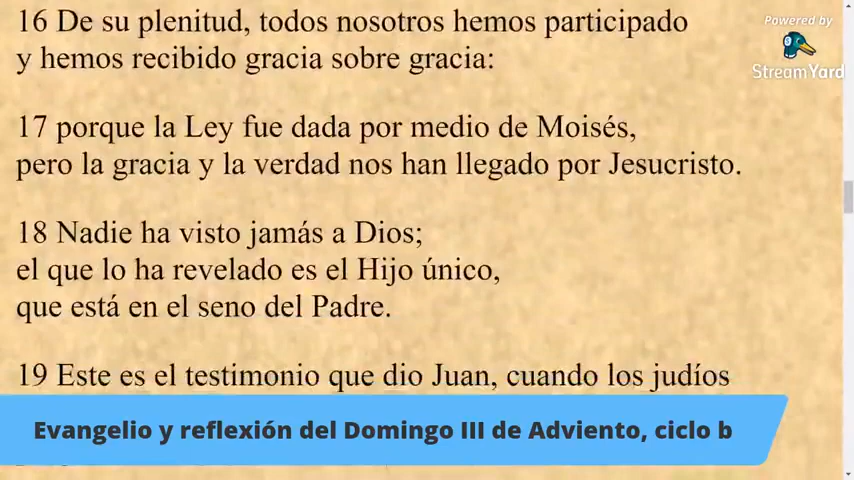 16 De su plenitud, todos nosotros hemos participado
y hemos recibido gracia sobre gracia:
Powered by
StreamYard
17 porque la Ley fue dada por medio de Moisés,
pero la gracia y la verdad nos han llegado por Jesucristo.
18 Nadie ha visto jamás a Dios;
el que lo ha revelado es el Hijo único,
que está en el seno del Padre.
19 Este es el testimonio que dio Juan, cuando los judíos
Evangelio y reflexión del Domingo III de Adviento, ciclo b